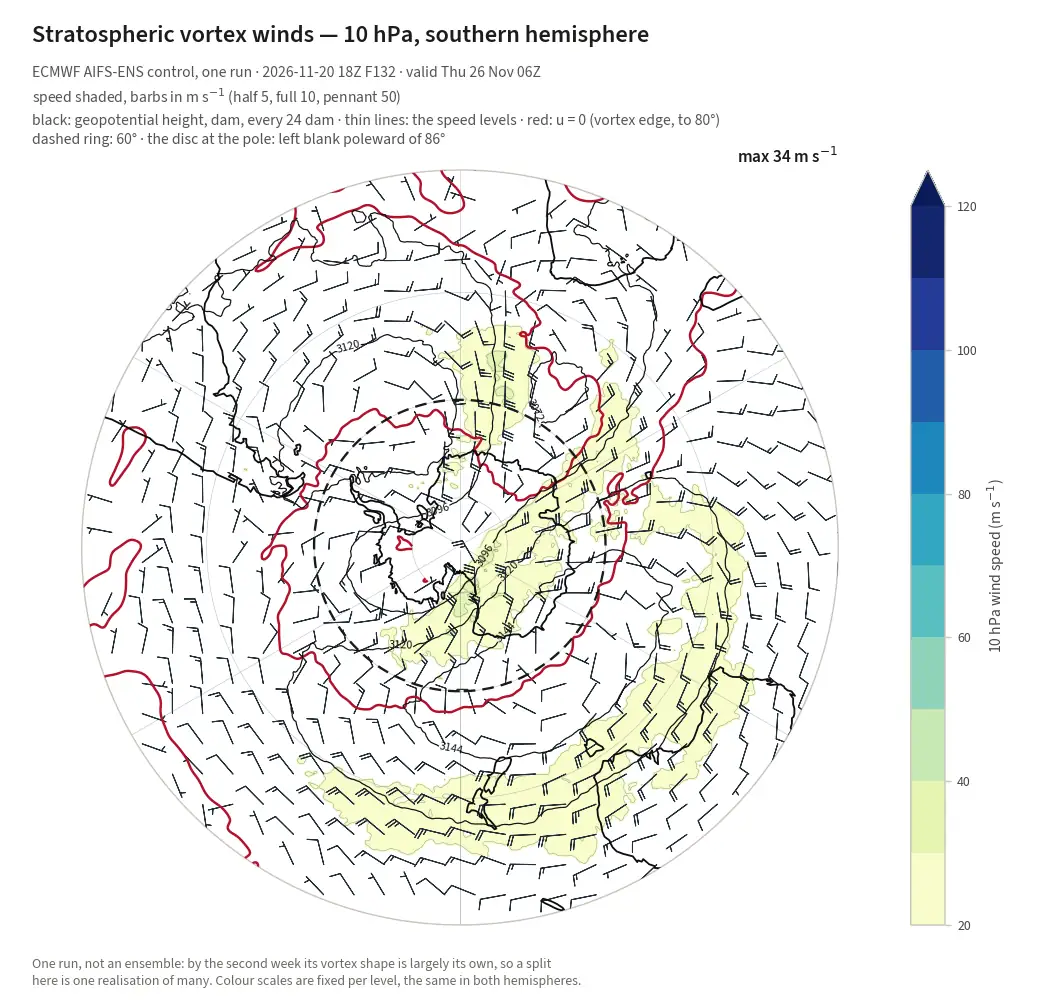 Stratospheric vortex winds — 10 hPa, southern hemisphere
ECMWF AIFS-ENS control, one run · 2026-11-20 18Z F132 · valid Thu 26 Nov 06Z
speed shaded, barbs in m s⁻¹ (half 5, full 10, pennant 50)
black: geopotential height, dam, every 24 dam · thin lines: the speed levels · red: u = 0 (vortex edge, to 80°)
dashed ring: 60° · the disc at the pole: left blank poleward of 86°
max 34 m s⁻¹
120
100
80
60
40
20
10 hPa wind speed (m s⁻¹)
3120
3096
3096
3120
3120
3144
3144
One run, not an ensemble: by the second week its vortex shape is largely its own, so a split
here is one realisation of many. Colour scales are fixed per level, the same in both hemispheres.